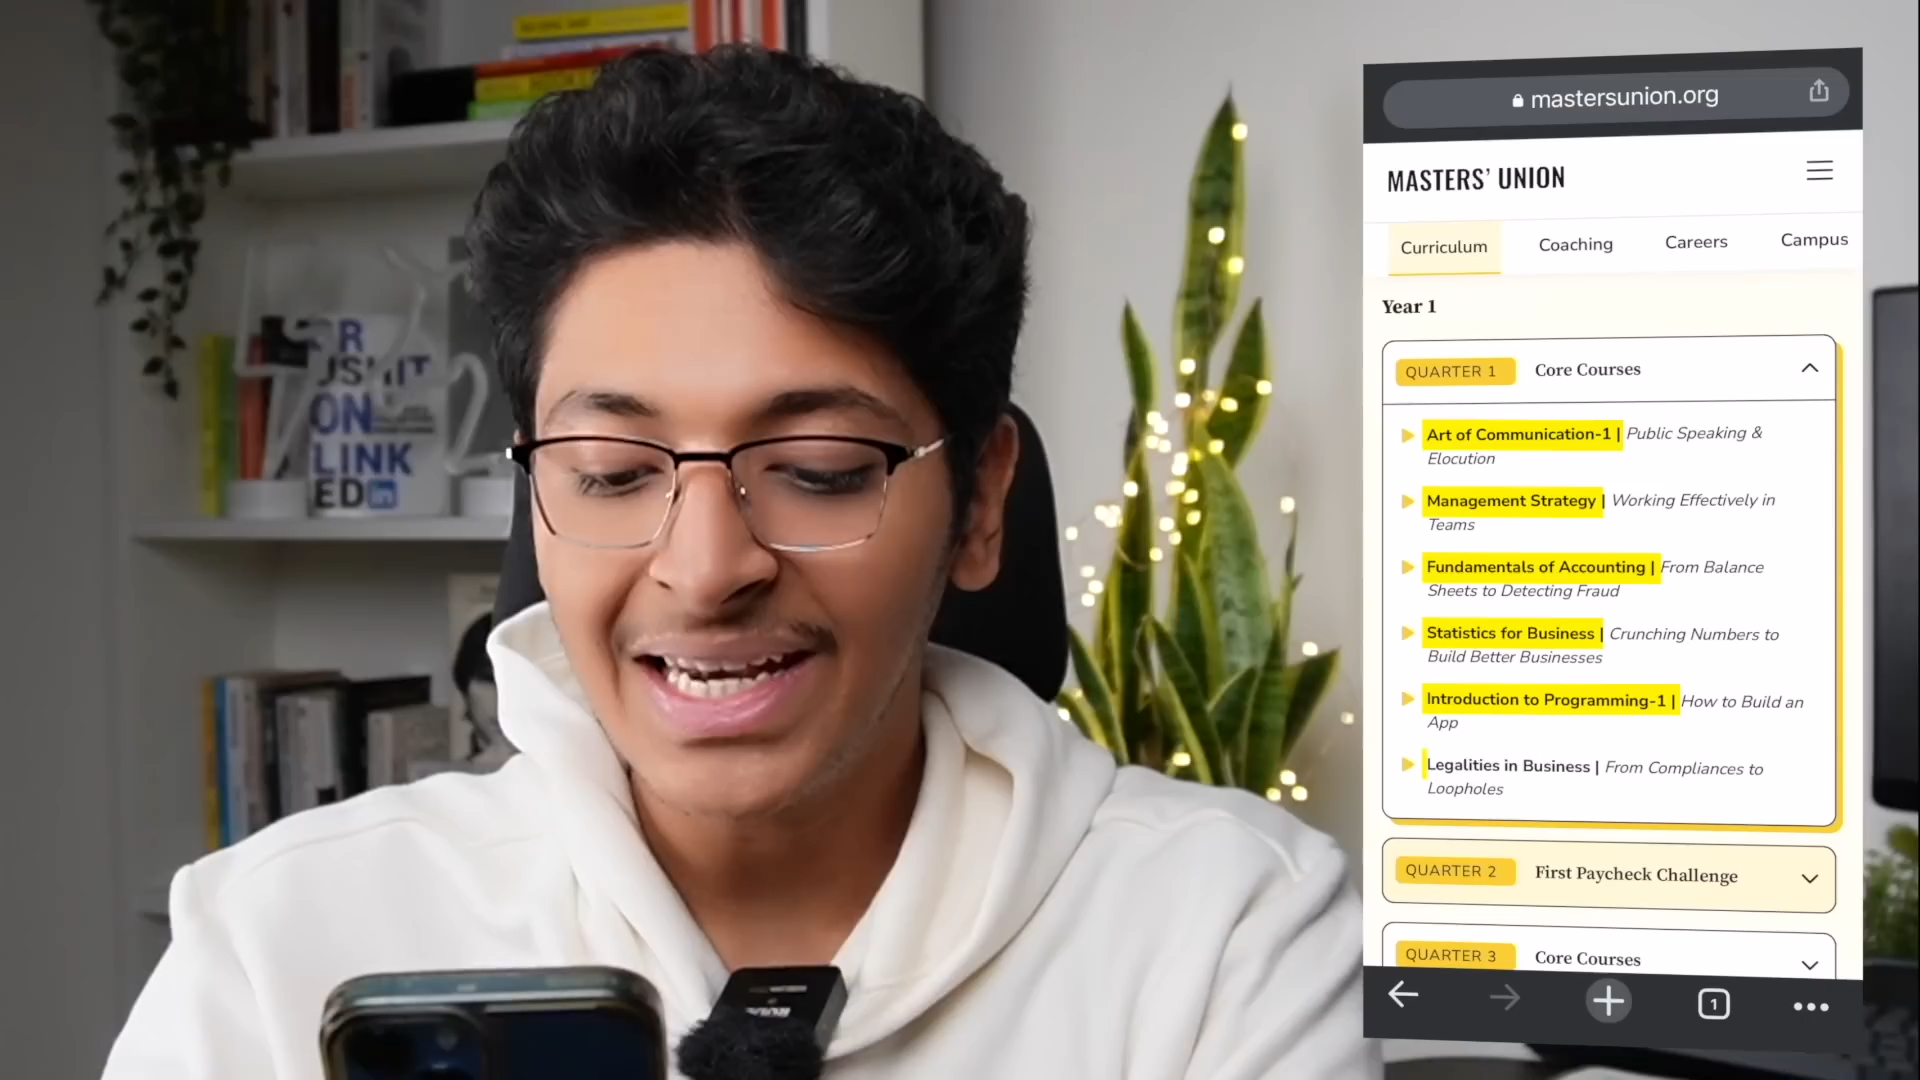 mastersunion.org
MASTERS’ UNION
Curriculum Coaching Careers Campus
Year 1
QUARTER 1 Core Courses
Art of Communication-1 | Public Speaking &
Elocution
Management Strategy | Working Effectively in
Teams
Fundamentals of Accounting | From Balance
Sheets to Detecting Fraud
Statistics for Business | Crunching Numbers to
Build Better Businesses
Introduction to Programming-1 | How to Build an
App
Legalities in Business | From Compliances to
Loopholes
QUARTER 2 First Paycheck Challenge
QUARTER 3 Core Courses
1
ON
LINK
ED in